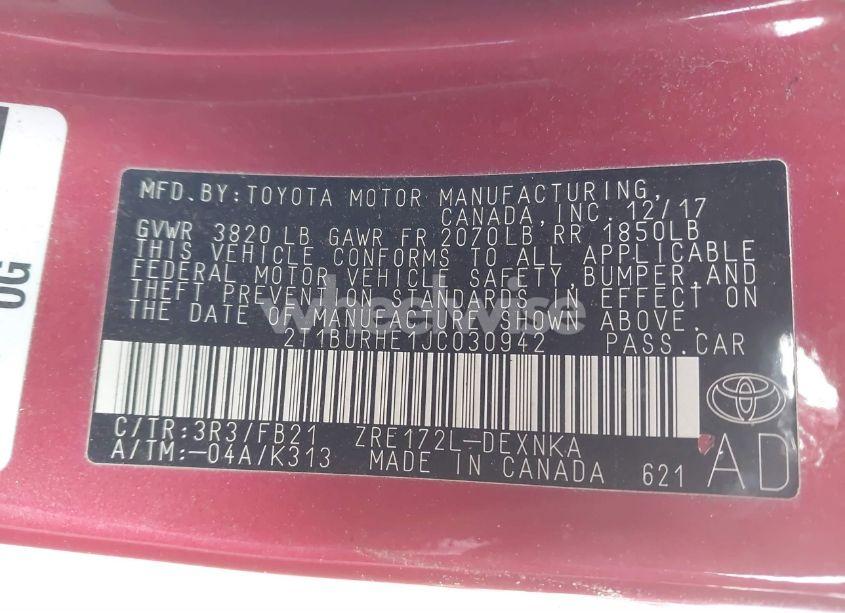 MFD.BY:TOYOTA MOTOR MANUFACTURING,
CANADA,INC. 12/17
GVWR 3820 LB GAWR FR 2070LB RR 1850LB
THIS VEHICLE CONFORMS TO ALL APPLICABLE
FEDERAL MOTOR VEHICLE SAFETY,BUMPER,AND
THEFT PREVENTION STANDARDS IN EFFECT ON
THE DATE OF MANUFACTURE SHOWN ABOVE.
2T1BURHE1JC030942 PASS.CAR
C/TR:3R3/FB21 ZRE172L-DEXNKA
A/TM:-04A/K313 MADE IN CANADA 621 AD
wheelwise
OG